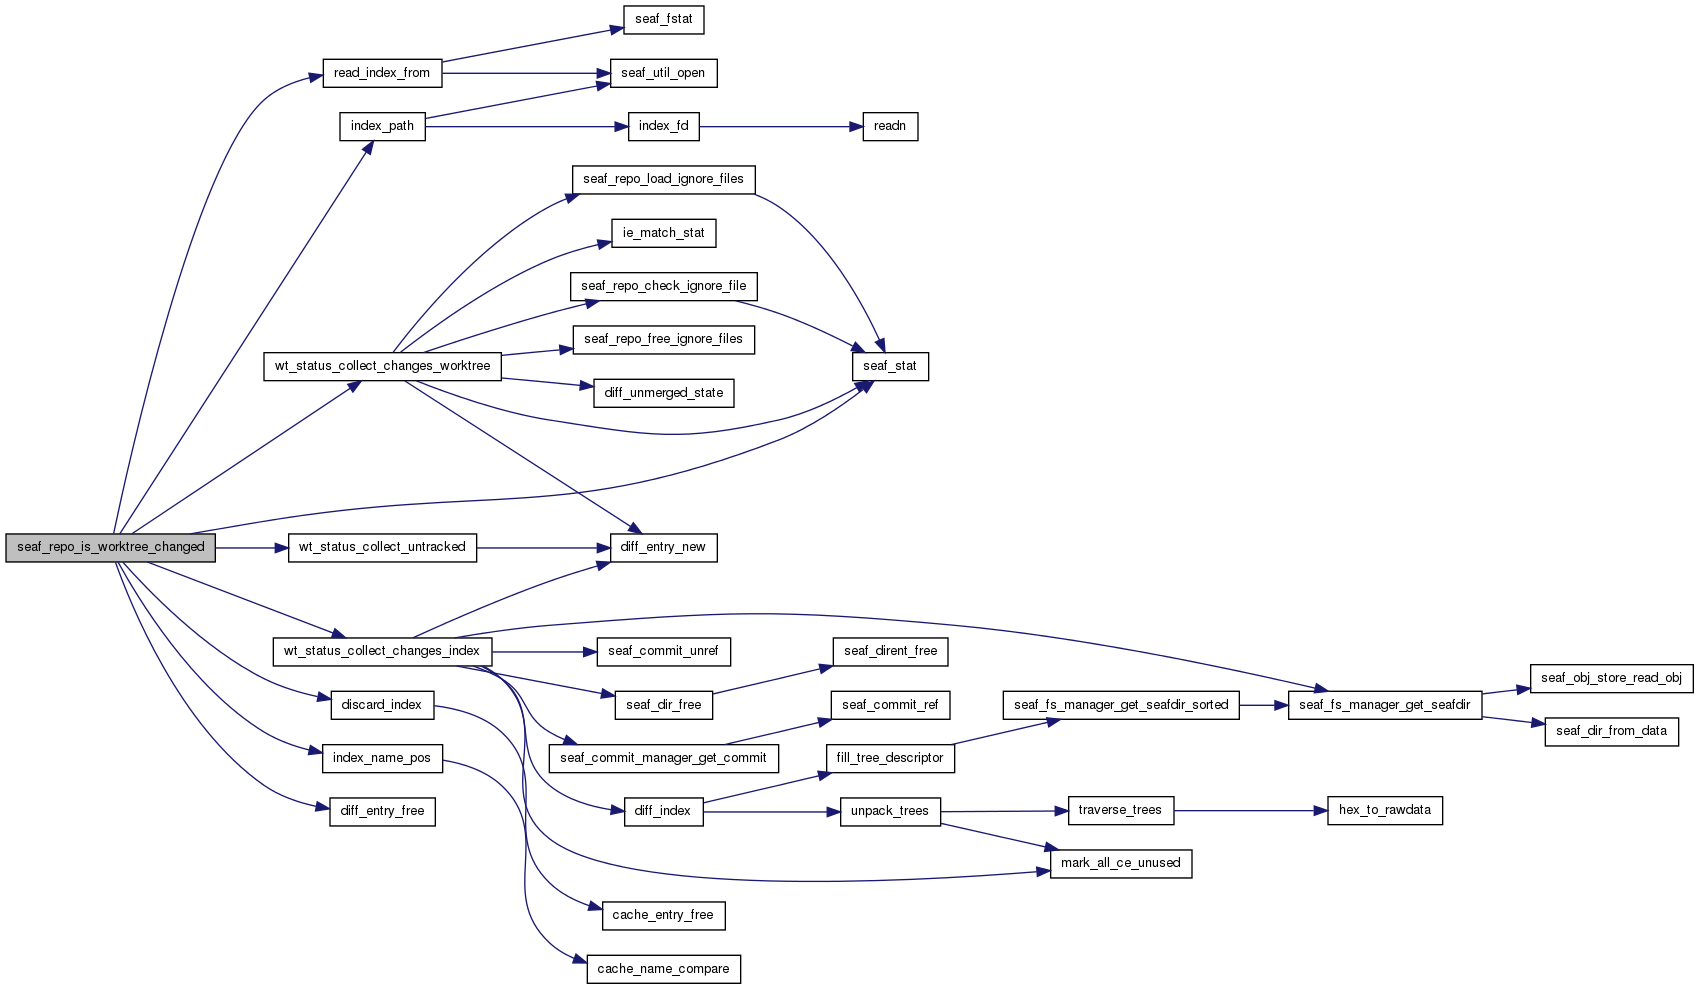 seaf_fstat
read_index_from
seaf_util_open
index_path
index_fd
readn
seaf_repo_load_ignore_files
ie_match_stat
seaf_repo_check_ignore_file
seaf_repo_free_ignore_files
wt_status_collect_changes_worktree
seaf_stat
diff_unmerged_state
seaf_repo_is_worktree_changed
wt_status_collect_untracked
diff_entry_new
wt_status_collect_changes_index
seaf_commit_unref
seaf_dirent_free
seaf_obj_store_read_obj
discard_index
seaf_dir_free
seaf_commit_ref
seaf_fs_manager_get_seafdir_sorted
seaf_fs_manager_get_seafdir
seaf_dir_from_data
index_name_pos
seaf_commit_manager_get_commit
fill_tree_descriptor
diff_entry_free
diff_index
unpack_trees
traverse_trees
hex_to_rawdata
mark_all_ce_unused
cache_entry_free
cache_name_compare